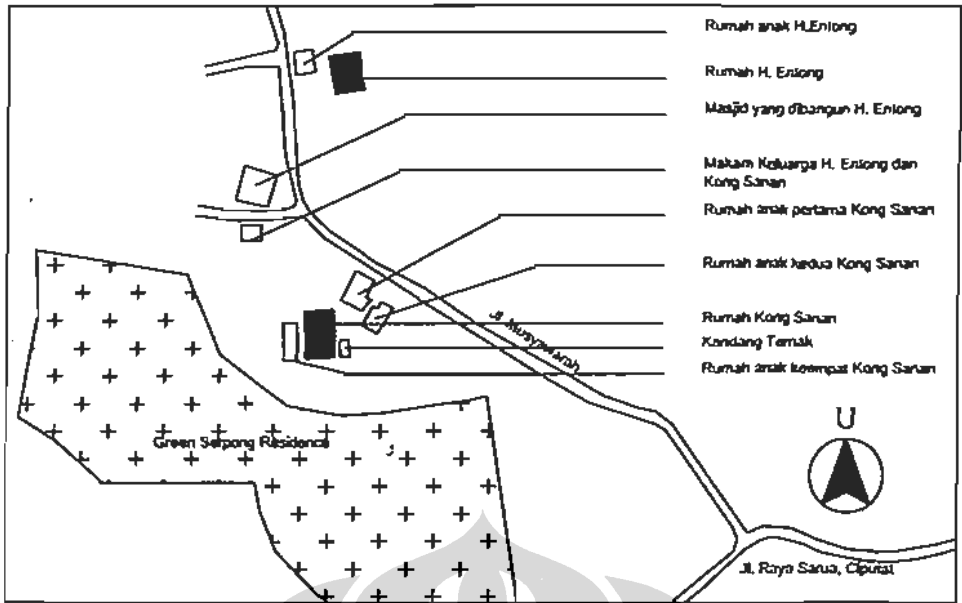 Rumah anak H.Enlong
Rumah H. Enlong
Masjid yang dibangun H. Enlong
Makam Keluarga H. Enlong dan
Kong Sanan
Rumah anak pertama Kong Sanan
Rumah anak kedua Kong Sanan
Jl. Musyawarah
Rumah Kong Sanan
Kandang Ternak
Rumah anak keempat Kong Sanan
U
Green Serpong Residence
Jl. Raya Sarua, Ciputat